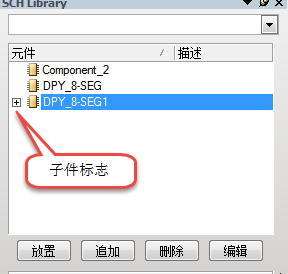 SCH Library
元件 描述
Component_2
DPY_8-SEG
DPY_8-SEG1
子件标志
放置 追加 删除 编辑